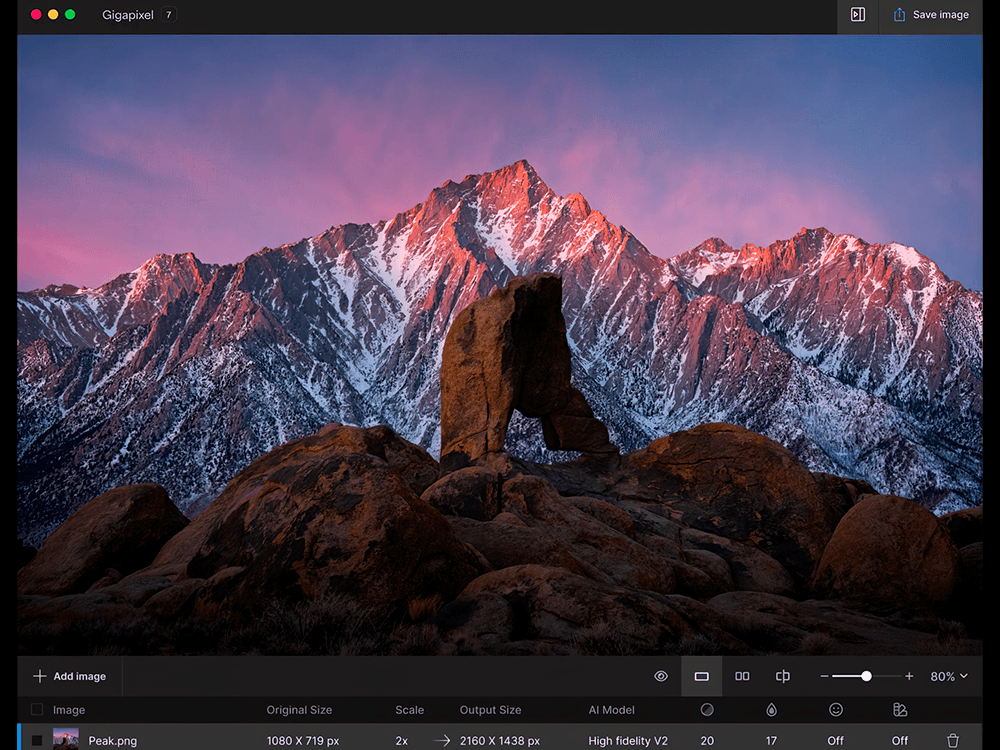 Gigapixel 7
Save image
Add image
80%
Image Original Size Scale Output Size AI Model
Peak.png 1080 X 719 px 2x 2160 X 1438 px High fidelity V2 20 17 Off Off